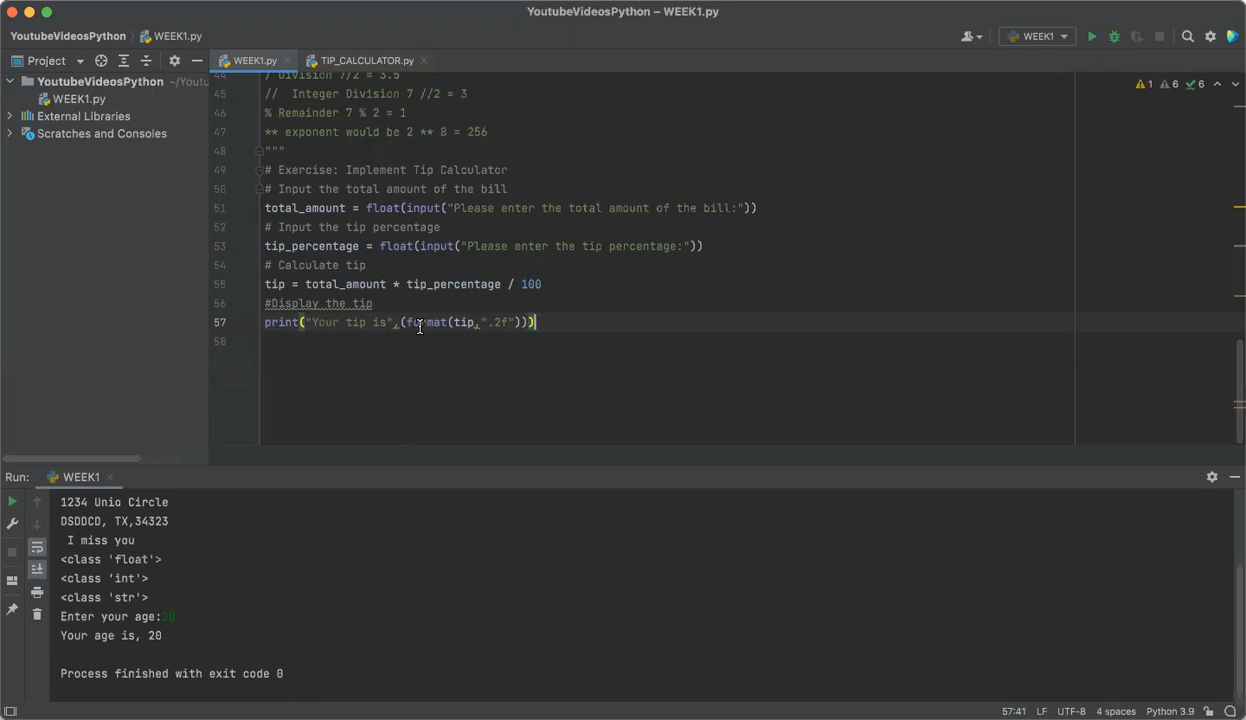 YoutubeVideosPython – WEEK1.py
YoutubeVideosPython WEEK1.py WEEK1
Project WEEK1.py TIP_CALCULATOR.py
YoutubeVideosPython ~/Youtu
WEEK1.py
External Libraries
Scratches and Consoles
1 6 6
44 / Division 7/2 = 3.5
45 //  Integer Division 7 //2 = 3
46 % Remainder 7 % 2 = 1
47 ** exponent would be 2 ** 8 = 256
48 """
49 # Exercise: Implement Tip Calculator
50 # Input the total amount of the bill
51 total_amount = float(input("Please enter the total amount of the bill:"))
52 # Input the tip percentage
53 tip_percentage = float(input("Please enter the tip percentage:"))
54 # Calculate tip
55 tip = total_amount * tip_percentage / 100
56 #Display the tip
57 print("Your tip is",(format(tip,".2f")))
58
Run: WEEK1
1234 Unio Circle
DSDDCD, TX,34323
I miss you
<class 'float'>
<class 'int'>
<class 'str'>
Enter your age:20
Your age is, 20
Process finished with exit code 0
57:41 LF UTF-8 4 spaces Python 3.9